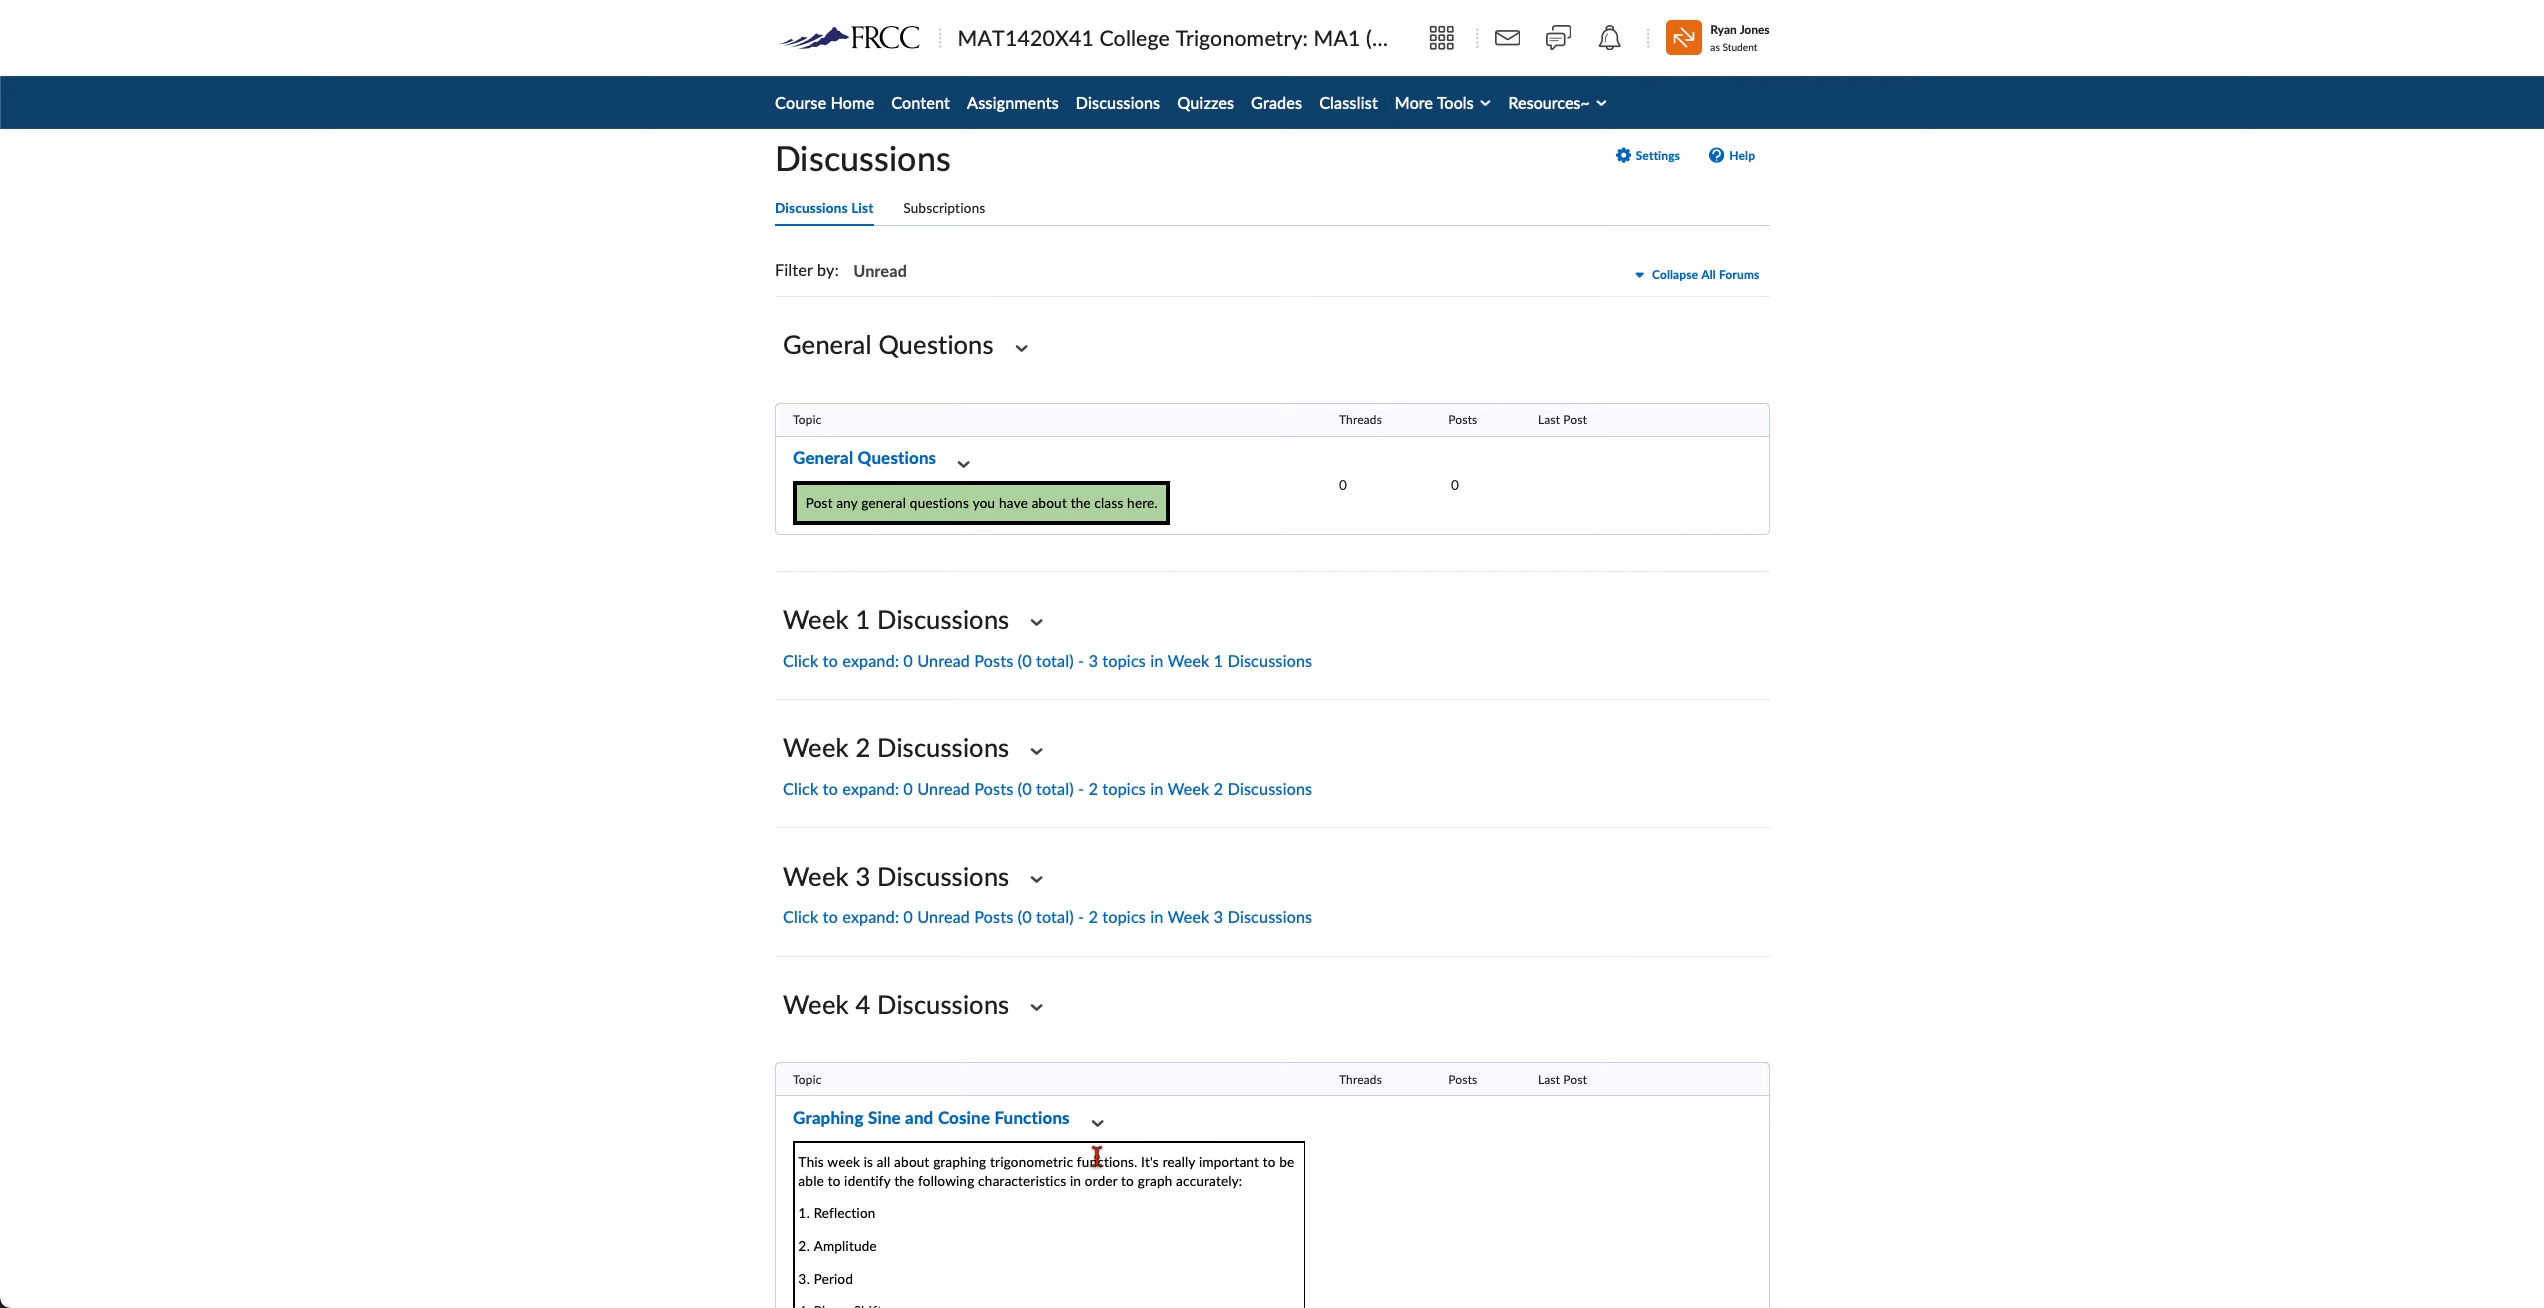 FRCC
MAT1420X41 College Trigonometry: MA1 (...
Ryan Jones
as Student
Course Home Content Assignments Discussions Quizzes Grades Classlist More Tools Resources~
Discussions
Settings Help
Discussions List Subscriptions
Filter by: Unread
Collapse All Forums
General Questions
Topic Threads Posts Last Post
General Questions
Post any general questions you have about the class here.
0 0
Week 1 Discussions
Click to expand: 0 Unread Posts (0 total) - 3 topics in Week 1 Discussions
Week 2 Discussions
Click to expand: 0 Unread Posts (0 total) - 2 topics in Week 2 Discussions
Week 3 Discussions
Click to expand: 0 Unread Posts (0 total) - 2 topics in Week 3 Discussions
Week 4 Discussions
Topic Threads Posts Last Post
Graphing Sine and Cosine Functions
This week is all about graphing trigonometric functions. It's really important to be
able to identify the following characteristics in order to graph accurately:
1. Reflection
2. Amplitude
3. Period